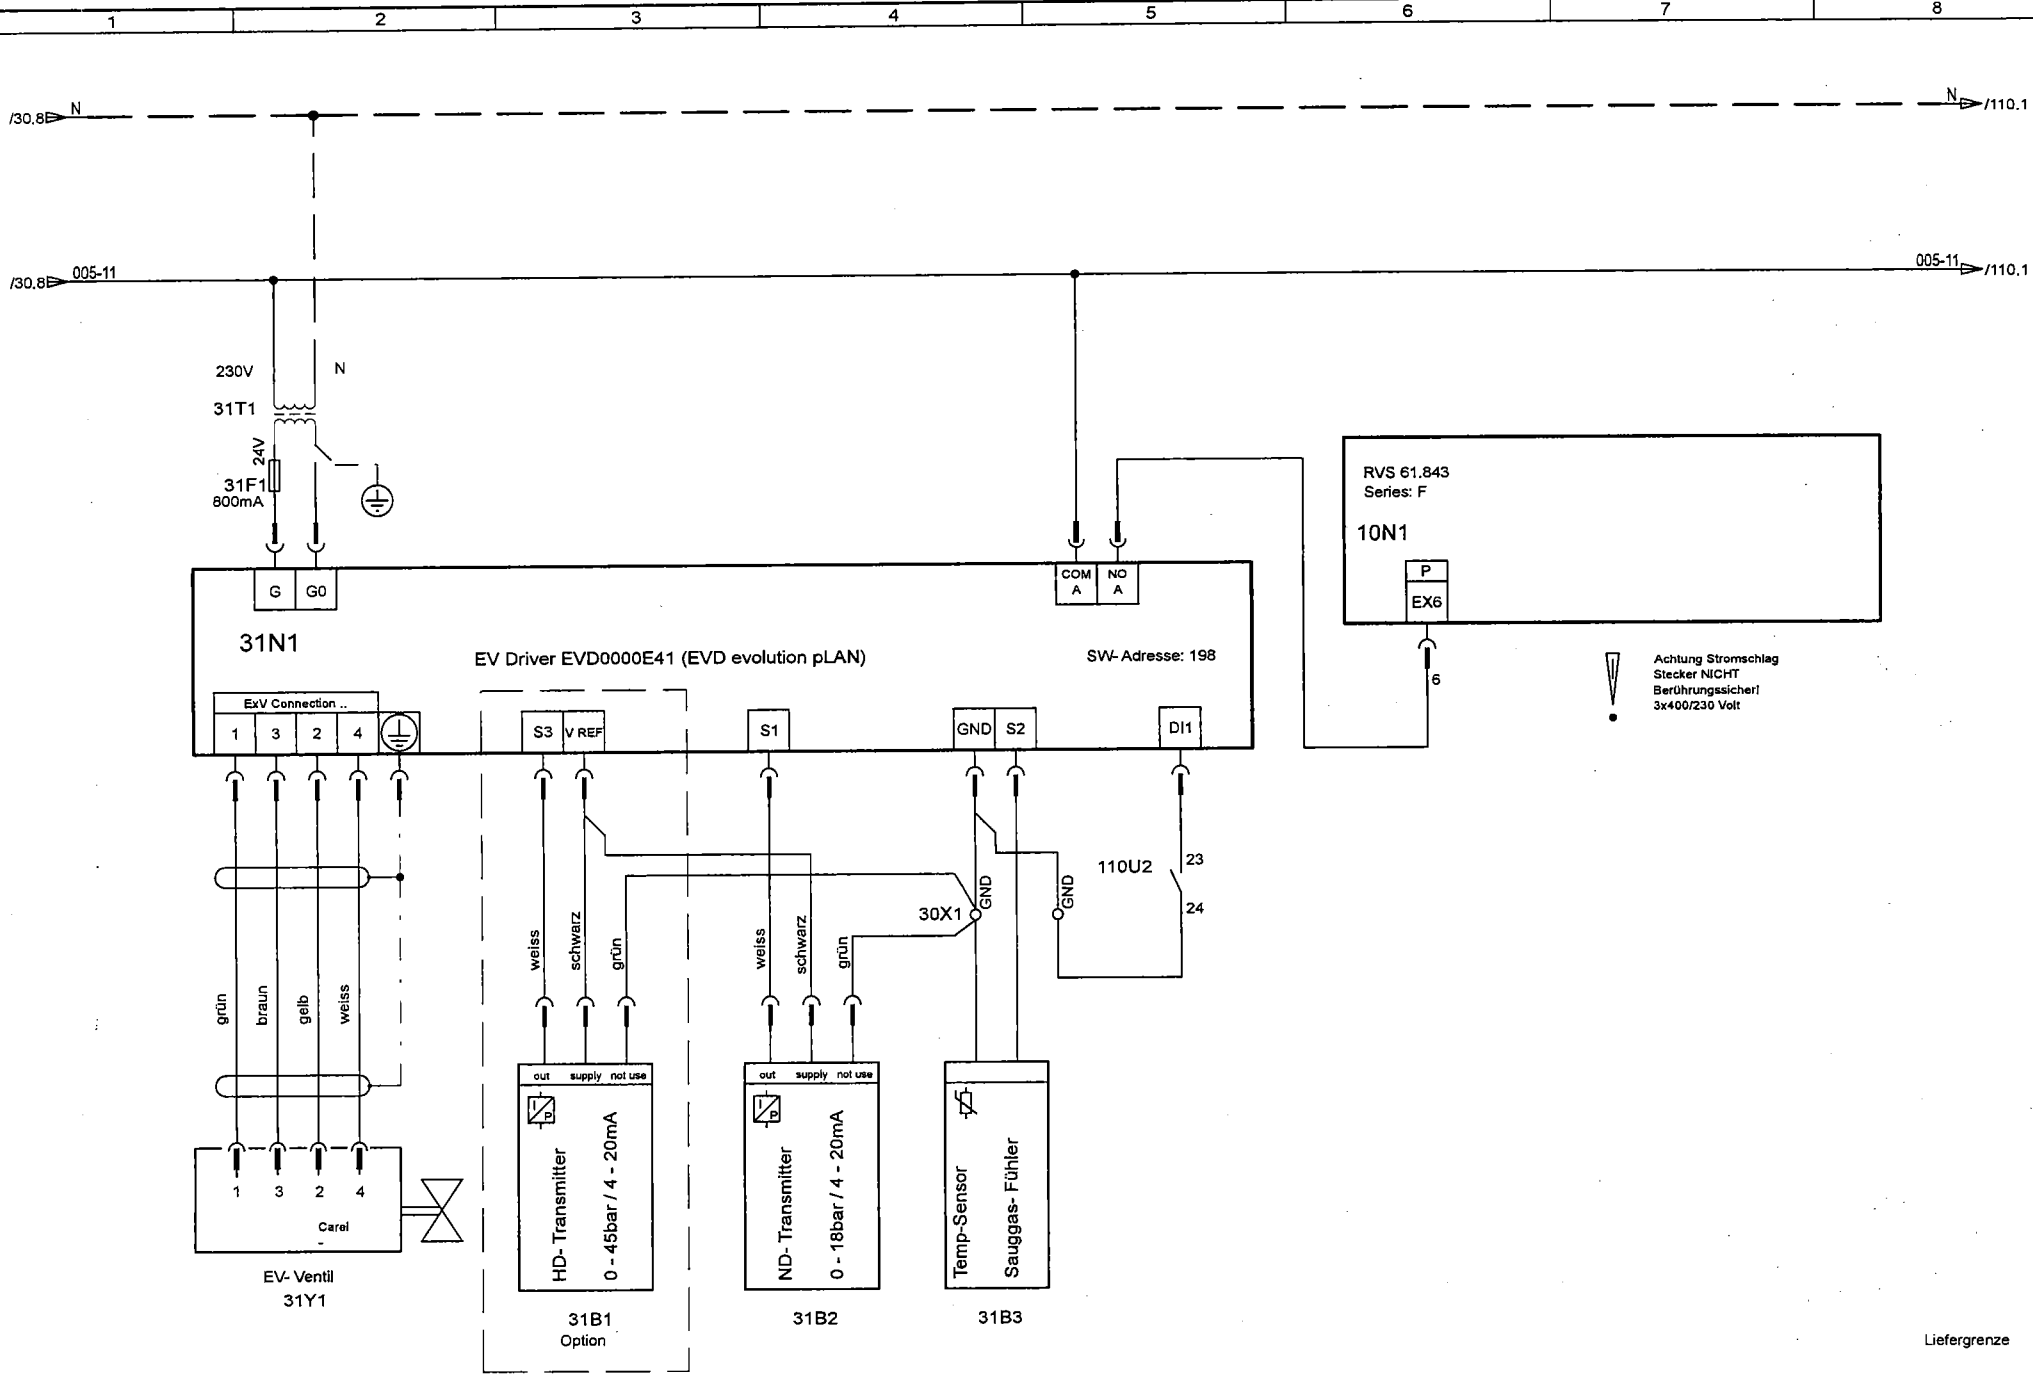 1 2 3 4 5 6 7 8
/30.8 N N /110.1
/30.8 005-11 005-11 /110.1
230V N
31T1
24V
31F1
800mA
RVS 61.843
Series: F
10N1
P
EX6
6
G G0
COM A NO A
31N1
EV Driver EVD0000E41 (EVD evolution pLAN)
SW-Adresse: 198
Achtung Stromschlag
Stecker NICHT
Berührungssicher!
3x400/230 Volt
ExV Connection ..
1 3 2 4
S3 V REF S1 GND S2 DI1
110U2 23
24
30X1 GND GND
grün braun gelb weiss
weiss schwarz grün
weiss schwarz grün
out supply not use
out supply not use
I P
I P
HD-Transmitter
0 - 45bar / 4 - 20mA
ND-Transmitter
0 - 18bar / 4 - 20mA
Temp-Sensor
Sauggas- Fühler
1 3 2 4
Carel
-
EV- Ventil
31Y1
31B1
Option
31B2
31B3
Liefergrenze